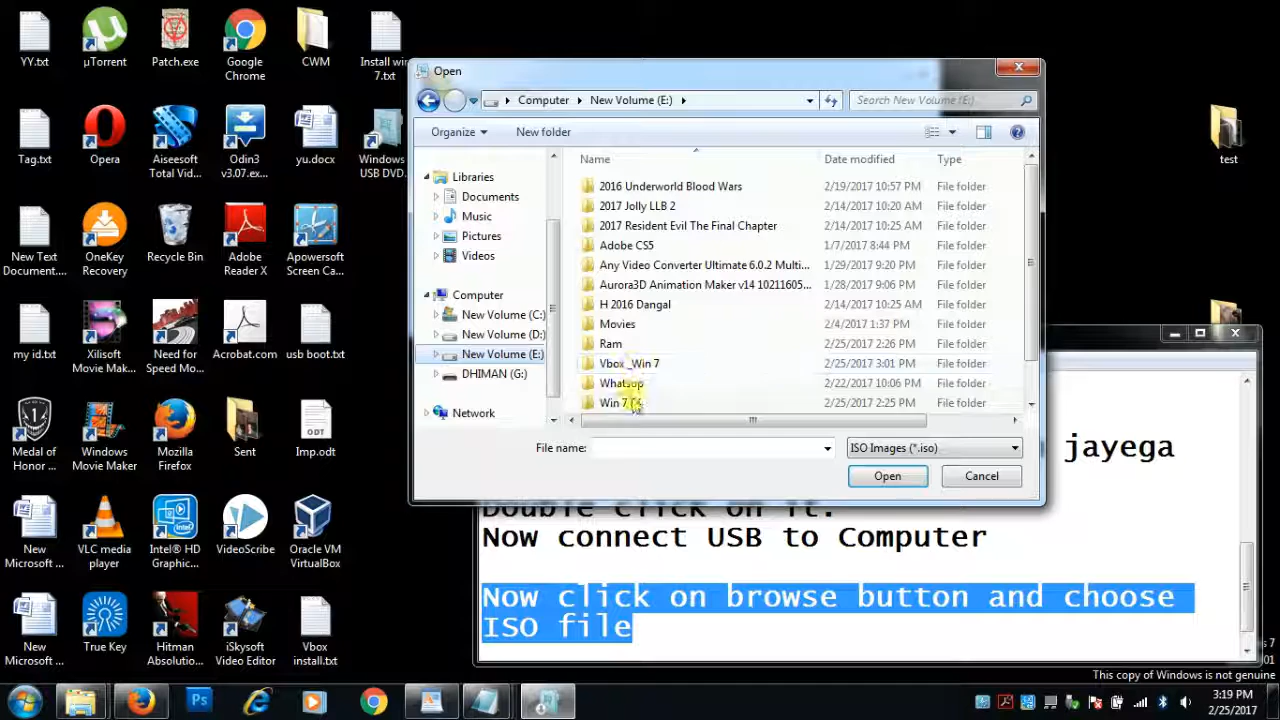 YY.txt
µTorrent
Patch.exe
Google
Chrome
CWM
Install win
7.txt
Tag.txt
Opera
Aiseesoft
Total Vid...
Odin3
v3.07.ex...
yu.docx
Windows
USB DVD...
New Text
Document....
OneKey
Recovery
Recycle Bin
Adobe
Reader X
Apowersoft
Screen Ca...
my id.txt
Xilisoft
Movie Mak...
Need for
Speed Mo...
Acrobat.com
usb boot.txt
Medal of
Honor ...
Windows
Movie Maker
Mozilla
Firefox
Sent
Imp.odt
New
Microsoft ...
VLC media
player
Intel® HD
Graphic...
VideoScribe
Oracle VM
VirtualBox
New
Microsoft ...
True Key
Hitman
Absolutio...
iSkysoft
Video Editor
Vbox
install.txt
test
Open
Computer
New Volume (E:)
Search New Volume (E:)
Organize
New folder
Libraries
Documents
Music
Pictures
Videos
Computer
New Volume (C:)
New Volume (D:)
New Volume (E:)
DHIMAN (G:)
Network
Name Date modified Type
2016 Underworld Blood Wars 2/19/2017 10:57 PM File folder
2017 Jolly LLB 2 2/14/2017 10:20 AM File folder
2017 Resident Evil The Final Chapter 2/14/2017 10:25 AM File folder
Adobe CS5 1/7/2017 8:44 PM File folder
Any Video Converter Ultimate 6.0.2 Multi... 1/29/2017 9:20 PM File folder
Aurora3D Animation Maker v14 10211605... 1/28/2017 9:06 PM File folder
H 2016 Dangal 2/14/2017 10:25 AM File folder
Movies 2/4/2017 1:37 PM File folder
Ram 2/25/2017 2:26 PM File folder
Win 7 3:01 PM File folder
Whatsop 2/22/2017 10:06 PM File folder
Win 7 2/25/2017 2:25 PM File folder
File name:
ISO Images (*.iso)
Open
Cancel
jayega
Double click on it.
Now connect USB to Computer
Now click on browse button and choose
ISO file
This copy of Windows is not genuine
3:19 PM
2/25/2017